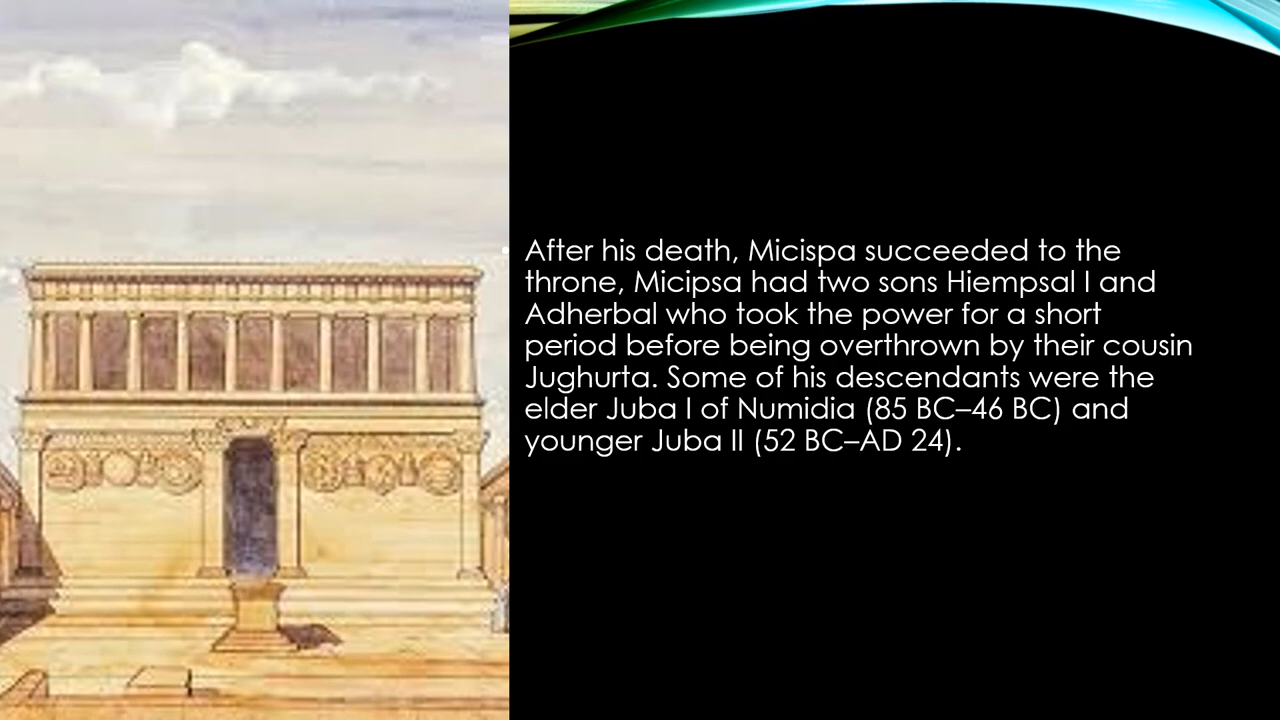 After his death, Micispa succeeded to the
throne, Micipsa had two sons Hiempsal I and
Adherbal who took the power for a short
period before being overthrown by their cousin
Jughurta. Some of his descendants were the
elder Juba I of Numidia (85 BC–46 BC) and
younger Juba II (52 BC–AD 24).